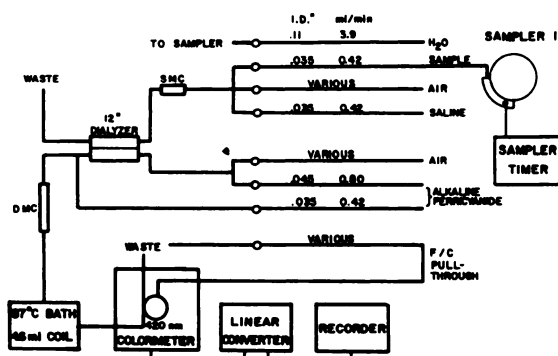 I.D." ml/min
TO SAMPLER .11 3.9 H2O
SAMPLER I
.035 0.42 SAMPLE
WASTE
SMC
VARIOUS AIR
.035 0.42 SALINE
12"
DIALYZER
SAMPLER
TIMER
VARIOUS AIR
.045 0.80 ALKALINE
FERRICYANIDE
.035 0.42
DMC
WASTE VARIOUS
F/C
PULL-
THROUGH
37°C BATH
4.6 ml COIL
420 nm
COLORIMETER
LINEAR
CONVERTER
RECORDER